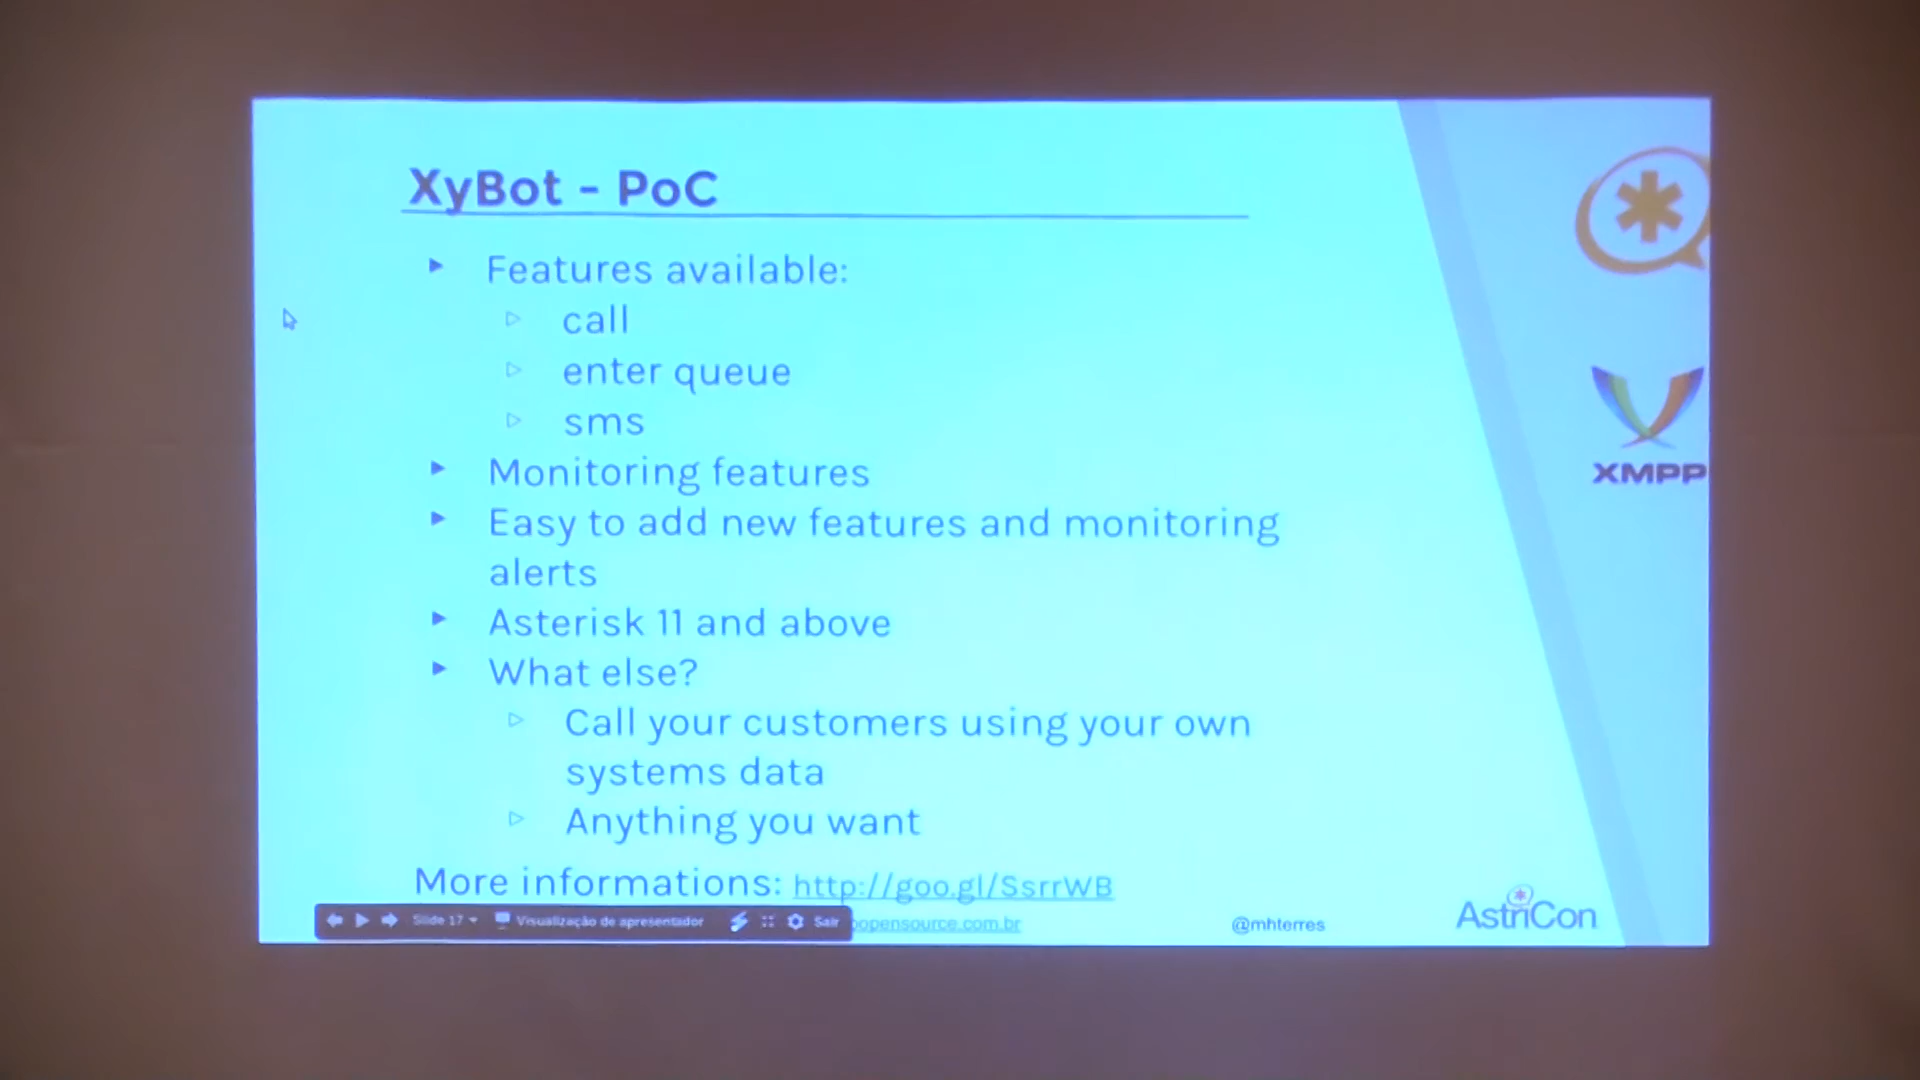 XyBot - PoC
Features available:
call
enter queue
sms
Monitoring features
Easy to add new features and monitoring
alerts
Asterisk 11 and above
What else?
Call your customers using your own
systems data
Anything you want
More informations: http://goo.gl/SsrrWB
Slide 17 Visualização de apresentador Sair
opensource.com.br
@mhterres
AstriCon
XMPP